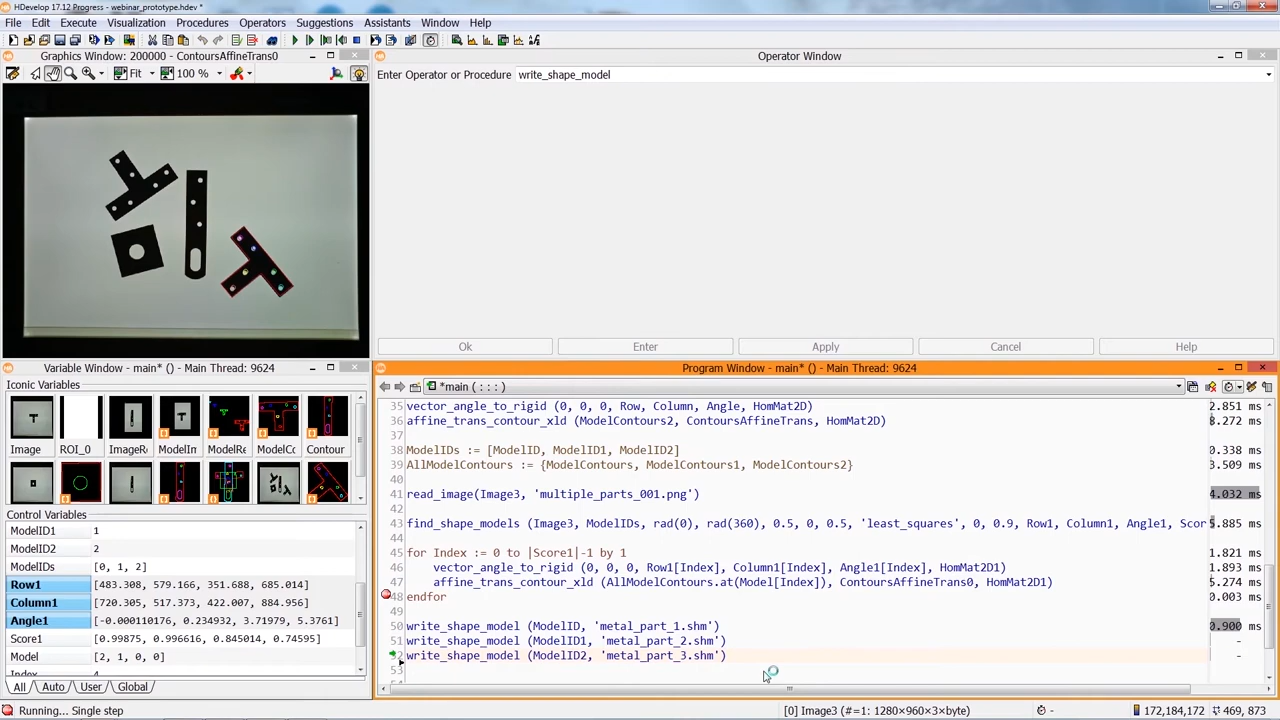 HDevelop 17.12 Progress - webinar_prototype.hdev *
File Edit Execute Visualization Procedures Operators Suggestions Assistants Window Help
Graphics Window: 200000 - ContoursAffineTrans0
Fit 100 %
Operator Window
Enter Operator or Procedure write_shape_model
Ok Enter Apply Cancel Help
Variable Window - main* () - Main Thread: 9624
Iconic Variables
Image ROI_0 ImageRe ModelIm ModelRe ModelCo Contour
Control Variables
ModelID1 1
ModelID2 2
ModelIDs [0, 1, 2]
Row1 [483.308, 579.166, 351.688, 685.014]
Column1 [720.305, 517.373, 422.007, 884.956]
Angle1 [-0.000110176, 0.234932, 3.71979, 5.3761]
Score1 [0.99875, 0.996616, 0.845014, 0.74595]
Model [2, 1, 0, 0]
Index 4
All Auto User Global
Program Window - main* () - Main Thread: 9624
*main ( : : : )
35 vector_angle_to_rigid (0, 0, 0, Row, Column, Angle, HomMat2D) 2.851 ms
36 affine_trans_contour_xld (ModelContours2, ContoursAffineTrans, HomMat2D) 8.272 ms
37
38 ModelIDs := [ModelID, ModelID1, ModelID2] 0.338 ms
39 AllModelContours := {ModelContours, ModelContours1, ModelContours2} 3.509 ms
40
41 read_image(Image3, 'multiple_parts_001.png') 4.032 ms
42
43 find_shape_models (Image3, ModelIDs, rad(0), rad(360), 0.5, 0, 0.5, 'least_squares', 0, 0.9, Row1, Column1, Angle1, Scor 5.885 ms
44
45 for Index := 0 to |Score1|-1 by 1 1.821 ms
46 vector_angle_to_rigid (0, 0, 0, Row1[Index], Column1[Index], Angle1[Index], HomMat2D1) 1.893 ms
47 affine_trans_contour_xld (AllModelContours.at(Model[Index]), ContoursAffineTrans0, HomMat2D1) 5.274 ms
48 endfor 0.003 ms
49
50 write_shape_model (ModelID, 'metal_part_1.shm') 0.900 ms
51 write_shape_model (ModelID1, 'metal_part_2.shm') -
52 write_shape_model (ModelID2, 'metal_part_3.shm') -
53
Running... Single step [0] Image3 (#=1: 1280×960×3×byte) - 172,184,172 469, 873